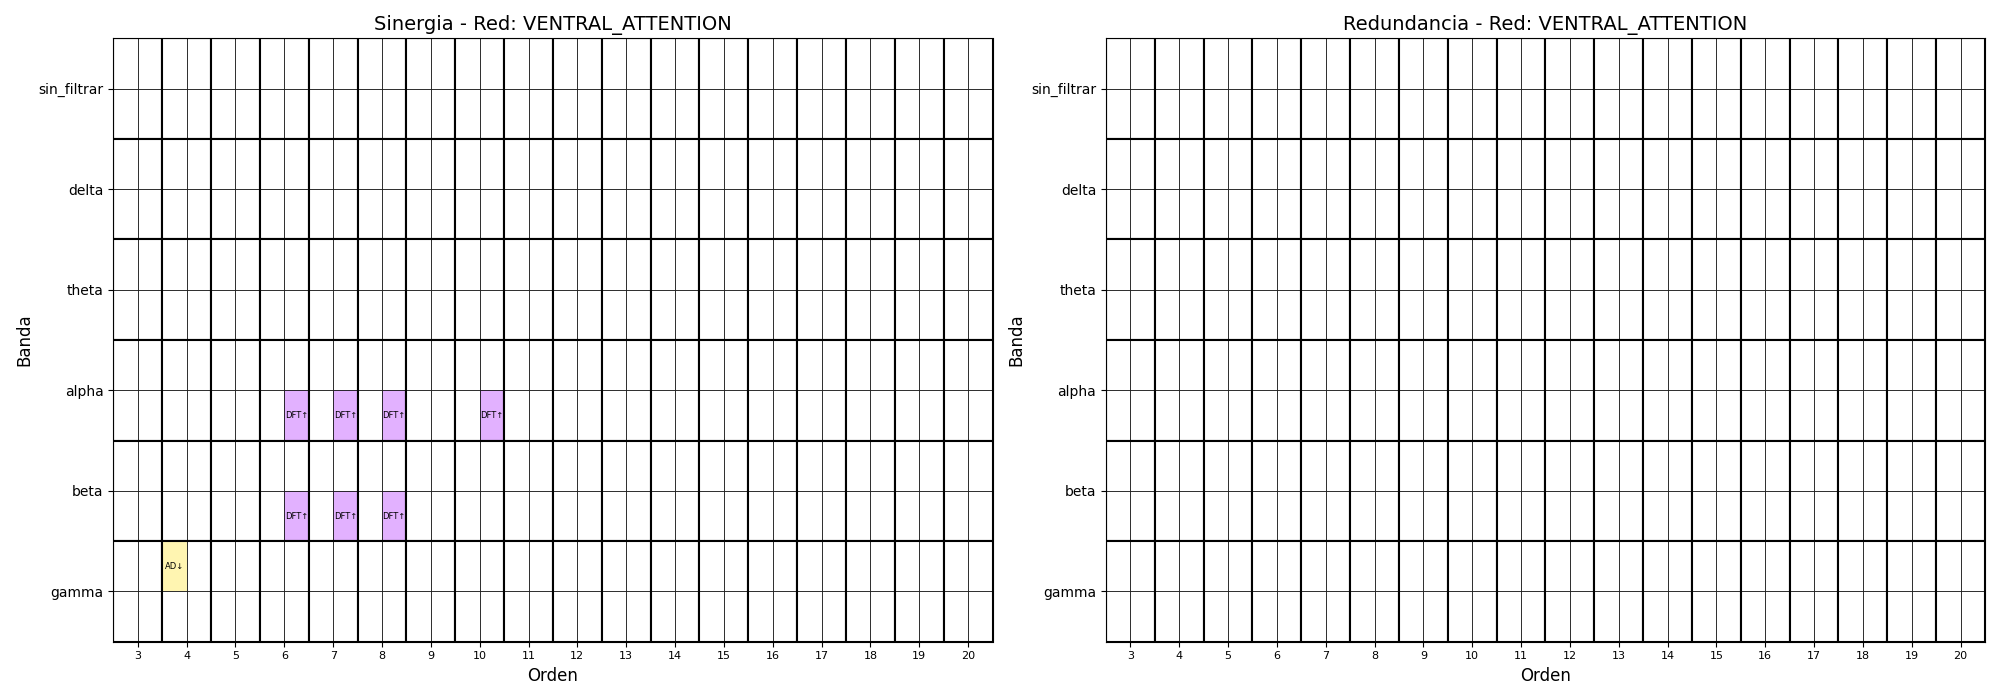 Sinergia - Red: VENTRAL_ATTENTION
sin_filtrar
delta
theta
alpha
beta
gamma
Banda
DFT↑ DFT↑ DFT↑ DFT↑
DFT↑ DFT↑ DFT↑
AD↓
3 4 5 6 7 8 9 10 11 12 13 14 15 16 17 18 19 20
Orden
Redundancia - Red: VENTRAL_ATTENTION
sin_filtrar
delta
theta
alpha
beta
gamma
Banda
3 4 5 6 7 8 9 10 11 12 13 14 15 16 17 18 19 20
Orden